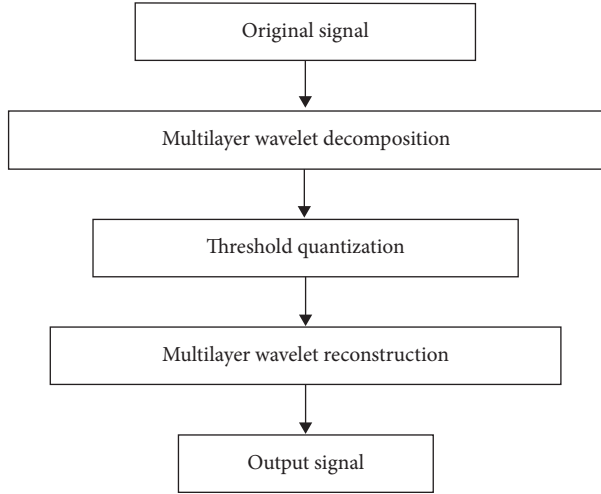 Original signal
Multilayer wavelet decomposition
Threshold quantization
Multilayer wavelet reconstruction
Output signal